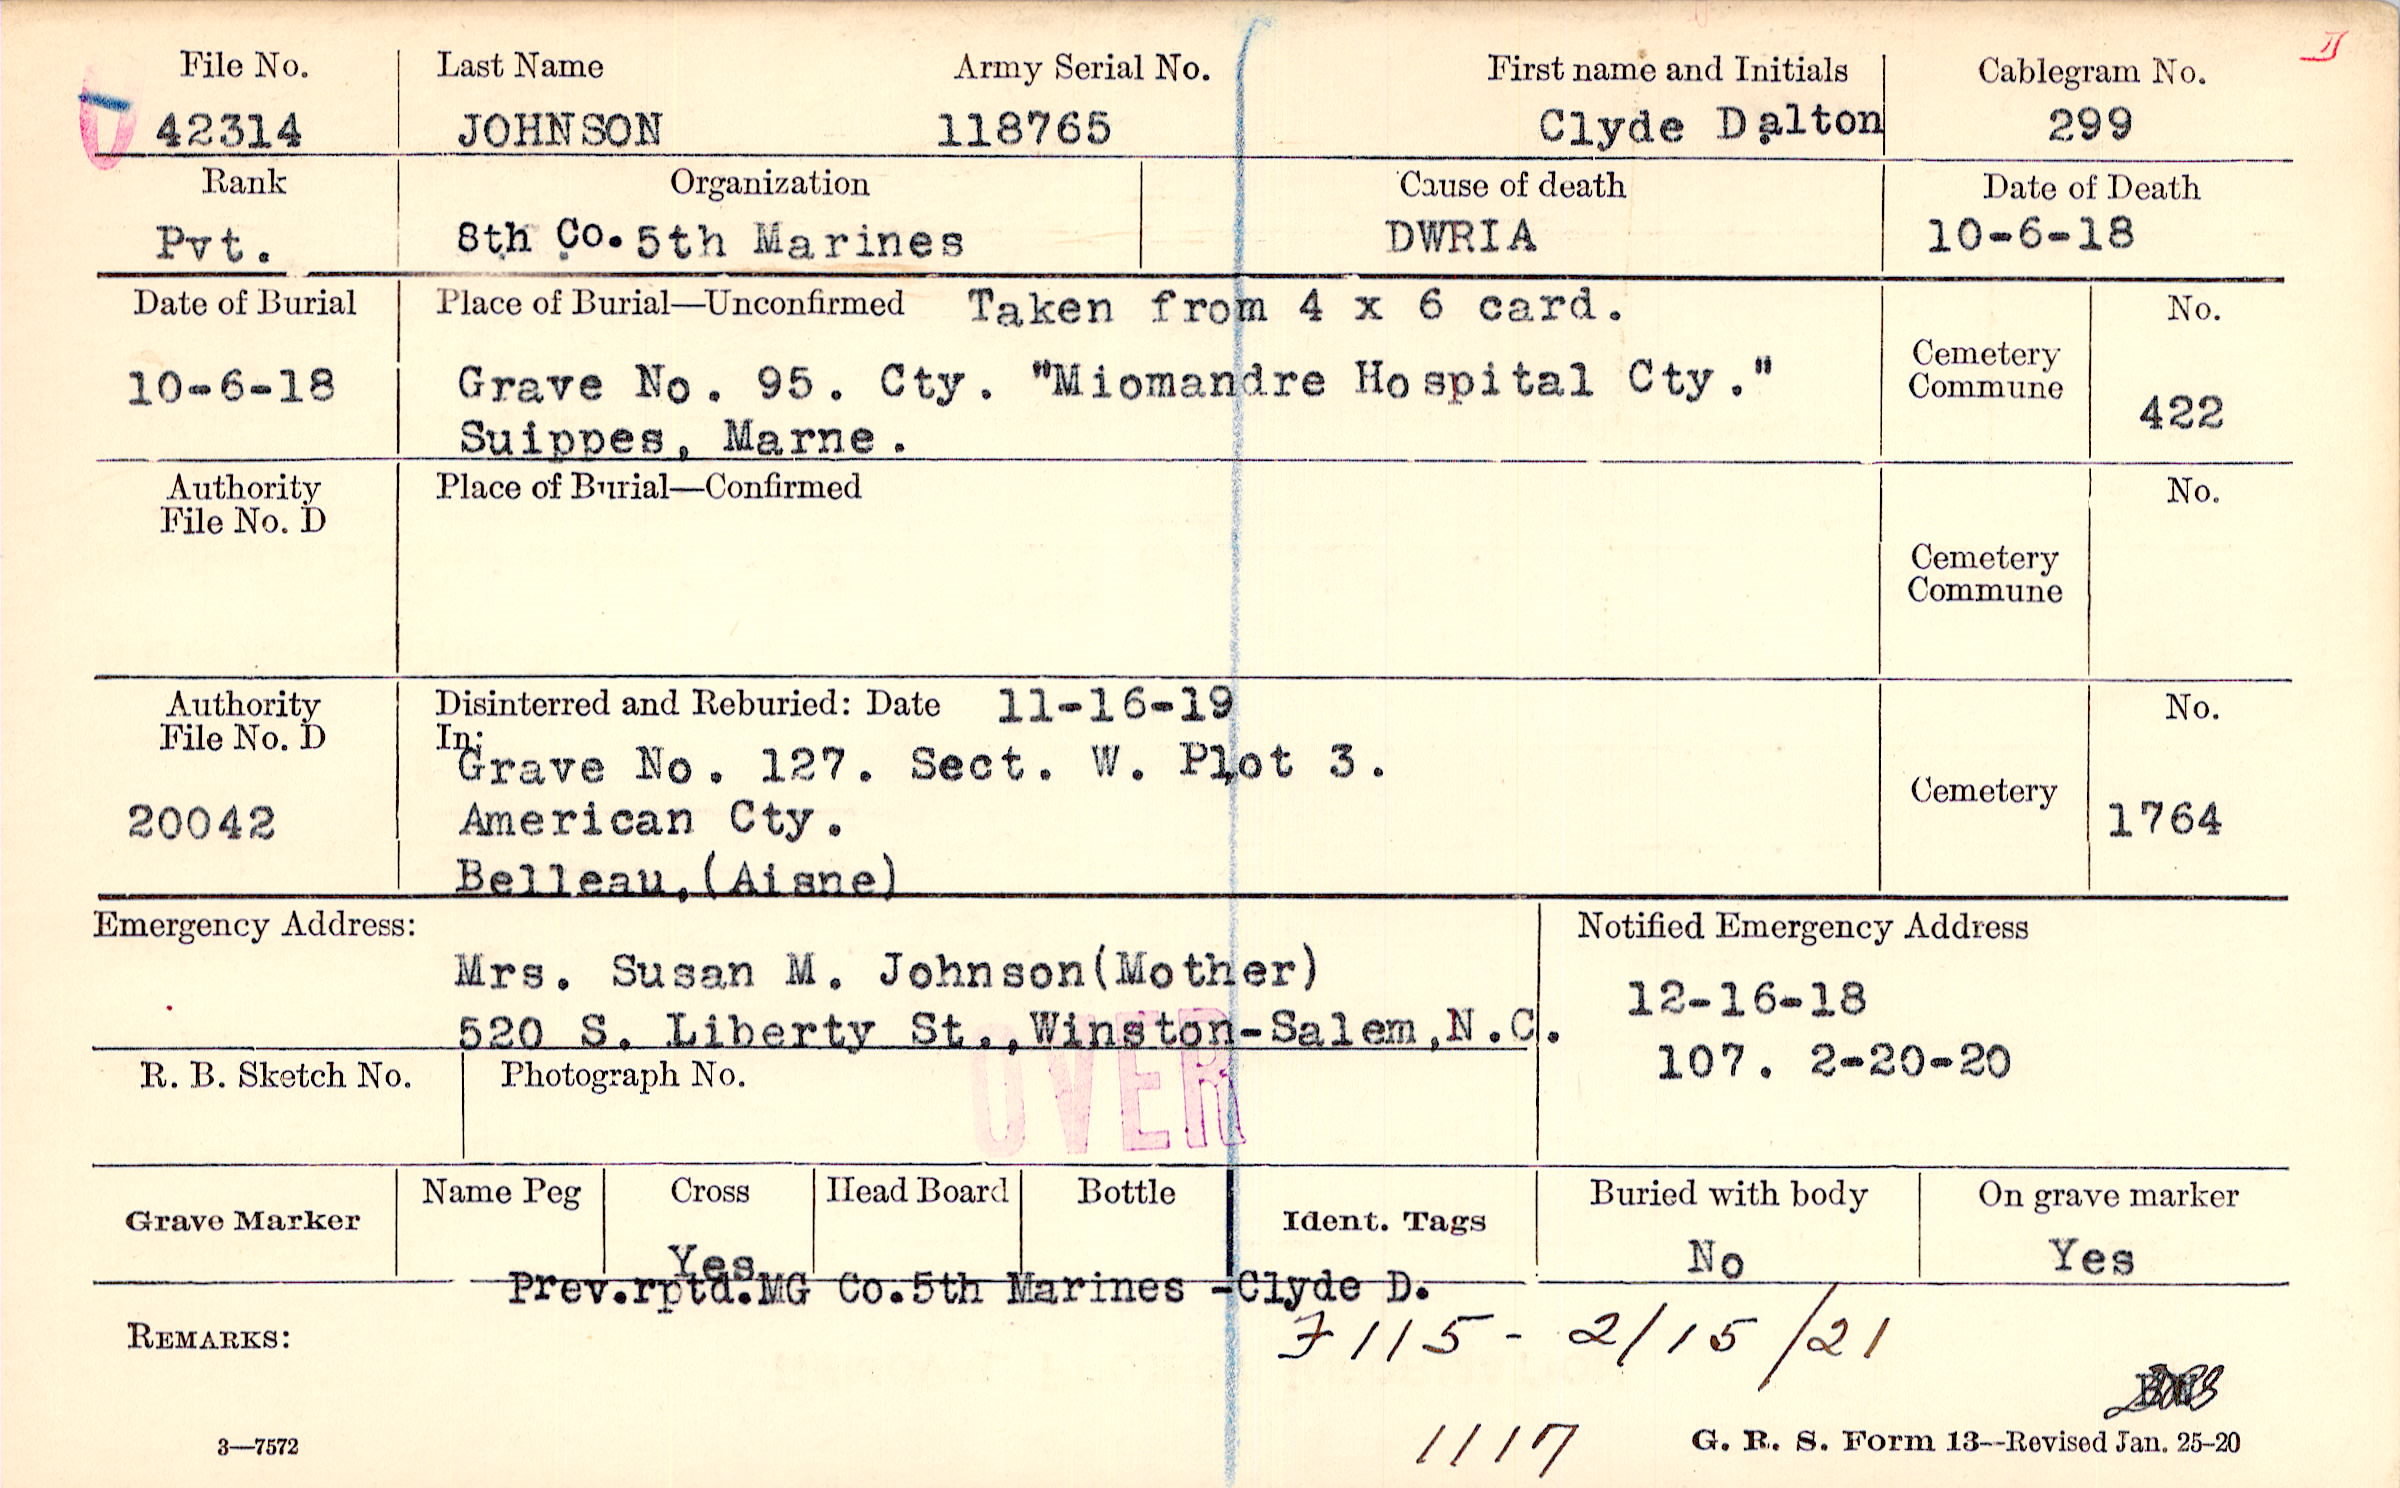 File No. Last Name Army Serial No. First name and Initials Cablegram No.
42314 JOHNSON 118765 Clyde Dalton 299
Rank Organization Cause of death Date of Death
Pvt. 8th Co. 5th Marines DWRIA 10-6-18
Date of Burial Place of Burial—Unconfirmed Taken from 4 x 6 card. No.
Cemetery
Commune
10-6-18 Grave No. 95. Cty. "Miomandre Hospital Cty." 422
Suippes, Marne.
Authority Place of Burial—Confirmed No.
File No. D
Cemetery
Commune
Authority Disinterred and Reburied: Date 11-16-19 No.
File No. D In:
Grave No. 127. Sect. W. Plot 3.
Cemetery
20042 American Cty. 1764
Belleau,(Aisne)
Emergency Address: Notified Emergency Address
Mrs. Susan M. Johnson(Mother) 12-16-18
520 S. Liberty St.,Winston-Salem,N.C.
107. 2-20-20
R. B. Sketch No. Photograph No.
OVER
Name Peg Cross Head Board Bottle Buried with body On grave marker
Grave Marker Ident. Tags
Yes No Yes
Prev.rptd.MG Co.5th Marines -Clyde D.
REMARKS: F115 - 2/15/21
1117
3—7572 G. R. S. Form 13--Revised Jan. 25-20